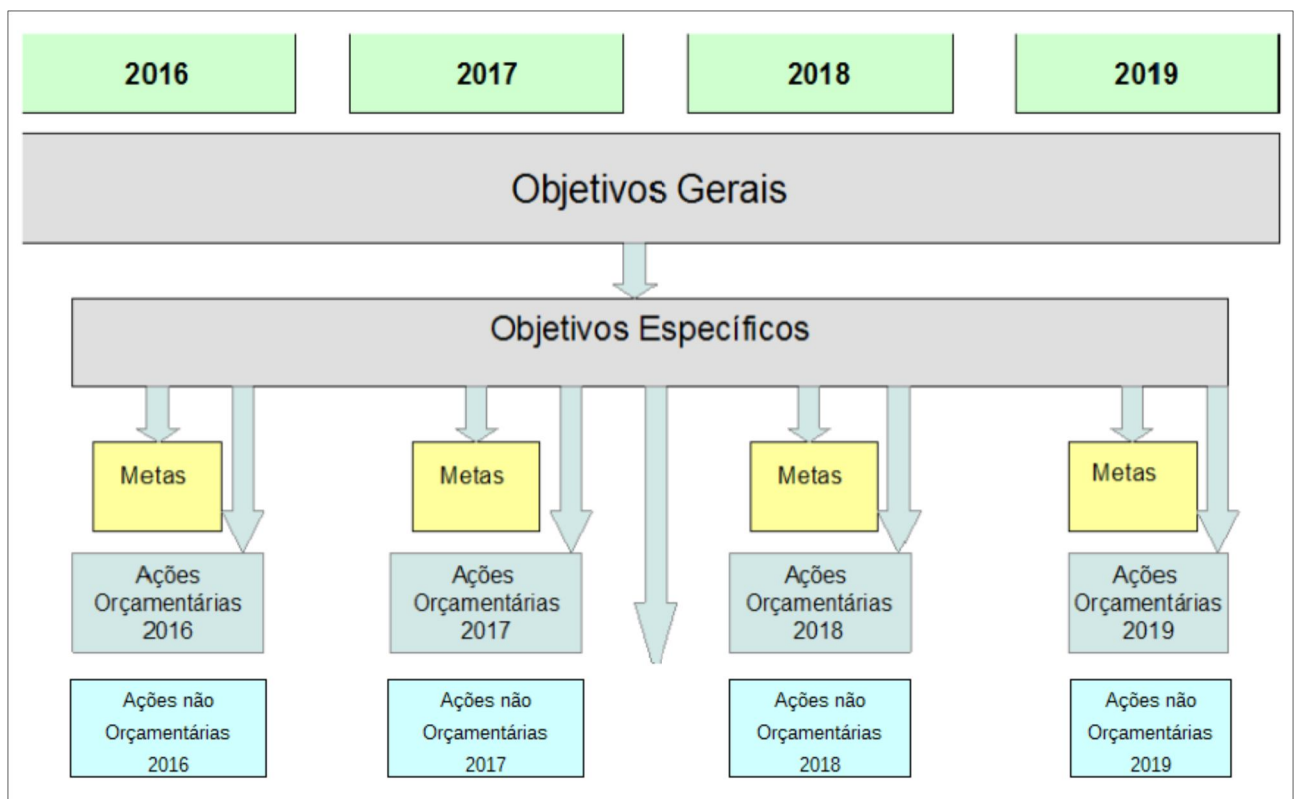 2016
2017
2018
2019
Objetivos Gerais
Objetivos Específicos
Metas
Metas
Metas
Metas
Ações
Orçamentárias
2016
Ações
Orçamentárias
2017
Ações
Orçamentárias
2018
Ações
Orçamentárias
2019
Ações não
Orçamentárias
2016
Ações não
Orçamentárias
2017
Ações não
Orçamentárias
2018
Ações não
Orçamentárias
2019